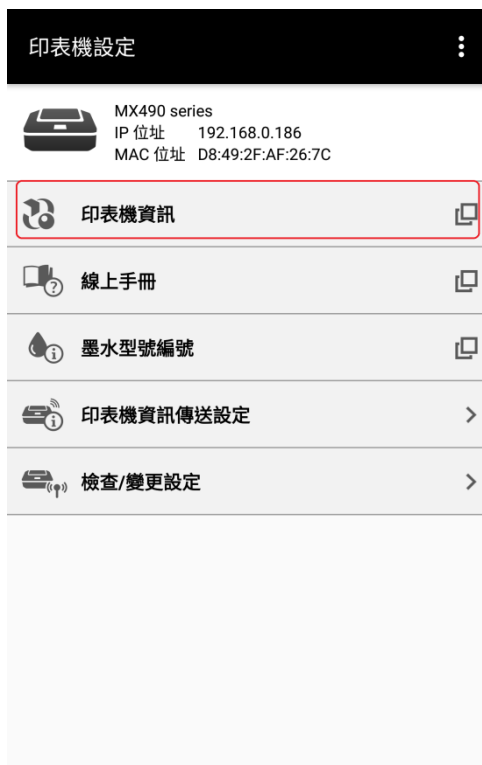 印表機設定
MX490 series
IP 位址 192.168.0.186
MAC 位址 D8:49:2F:AF:26:7C
印表機資訊
線上手冊
墨水型號編號
印表機資訊傳送設定
檢查/變更設定